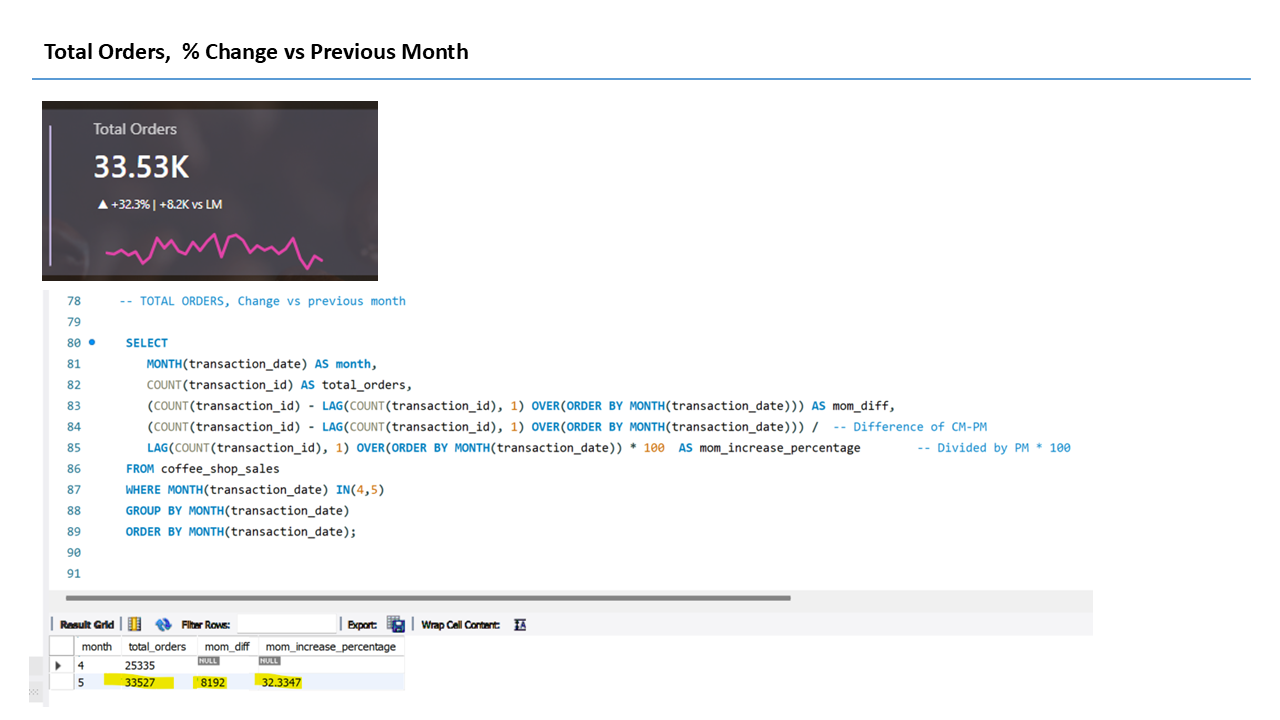 Total Orders,  % Change vs Previous Month
Total Orders
33.53K
▲ +32.3% | +8.2K vs LM
78 -- TOTAL ORDERS, Change vs previous month
79
80 SELECT
81 MONTH(transaction_date) AS month,
82 COUNT(transaction_id) AS total_orders,
83 (COUNT(transaction_id) - LAG(COUNT(transaction_id), 1) OVER(ORDER BY MONTH(transaction_date))) AS mom_diff,
84 (COUNT(transaction_id) - LAG(COUNT(transaction_id), 1) OVER(ORDER BY MONTH(transaction_date))) / -- Difference of CM-PM
85 LAG(COUNT(transaction_id), 1) OVER(ORDER BY MONTH(transaction_date)) * 100 AS mom_increase_percentage -- Divided by PM * 100
86 FROM coffee_shop_sales
87 WHERE MONTH(transaction_date) IN(4,5)
88 GROUP BY MONTH(transaction_date)
89 ORDER BY MONTH(transaction_date);
90
91
Result Grid Filter Rows: Export: Wrap Cell Content: IA
month total_orders mom_diff mom_increase_percentage
4 25335 NULL NULL
5 33527 8192 32.3347